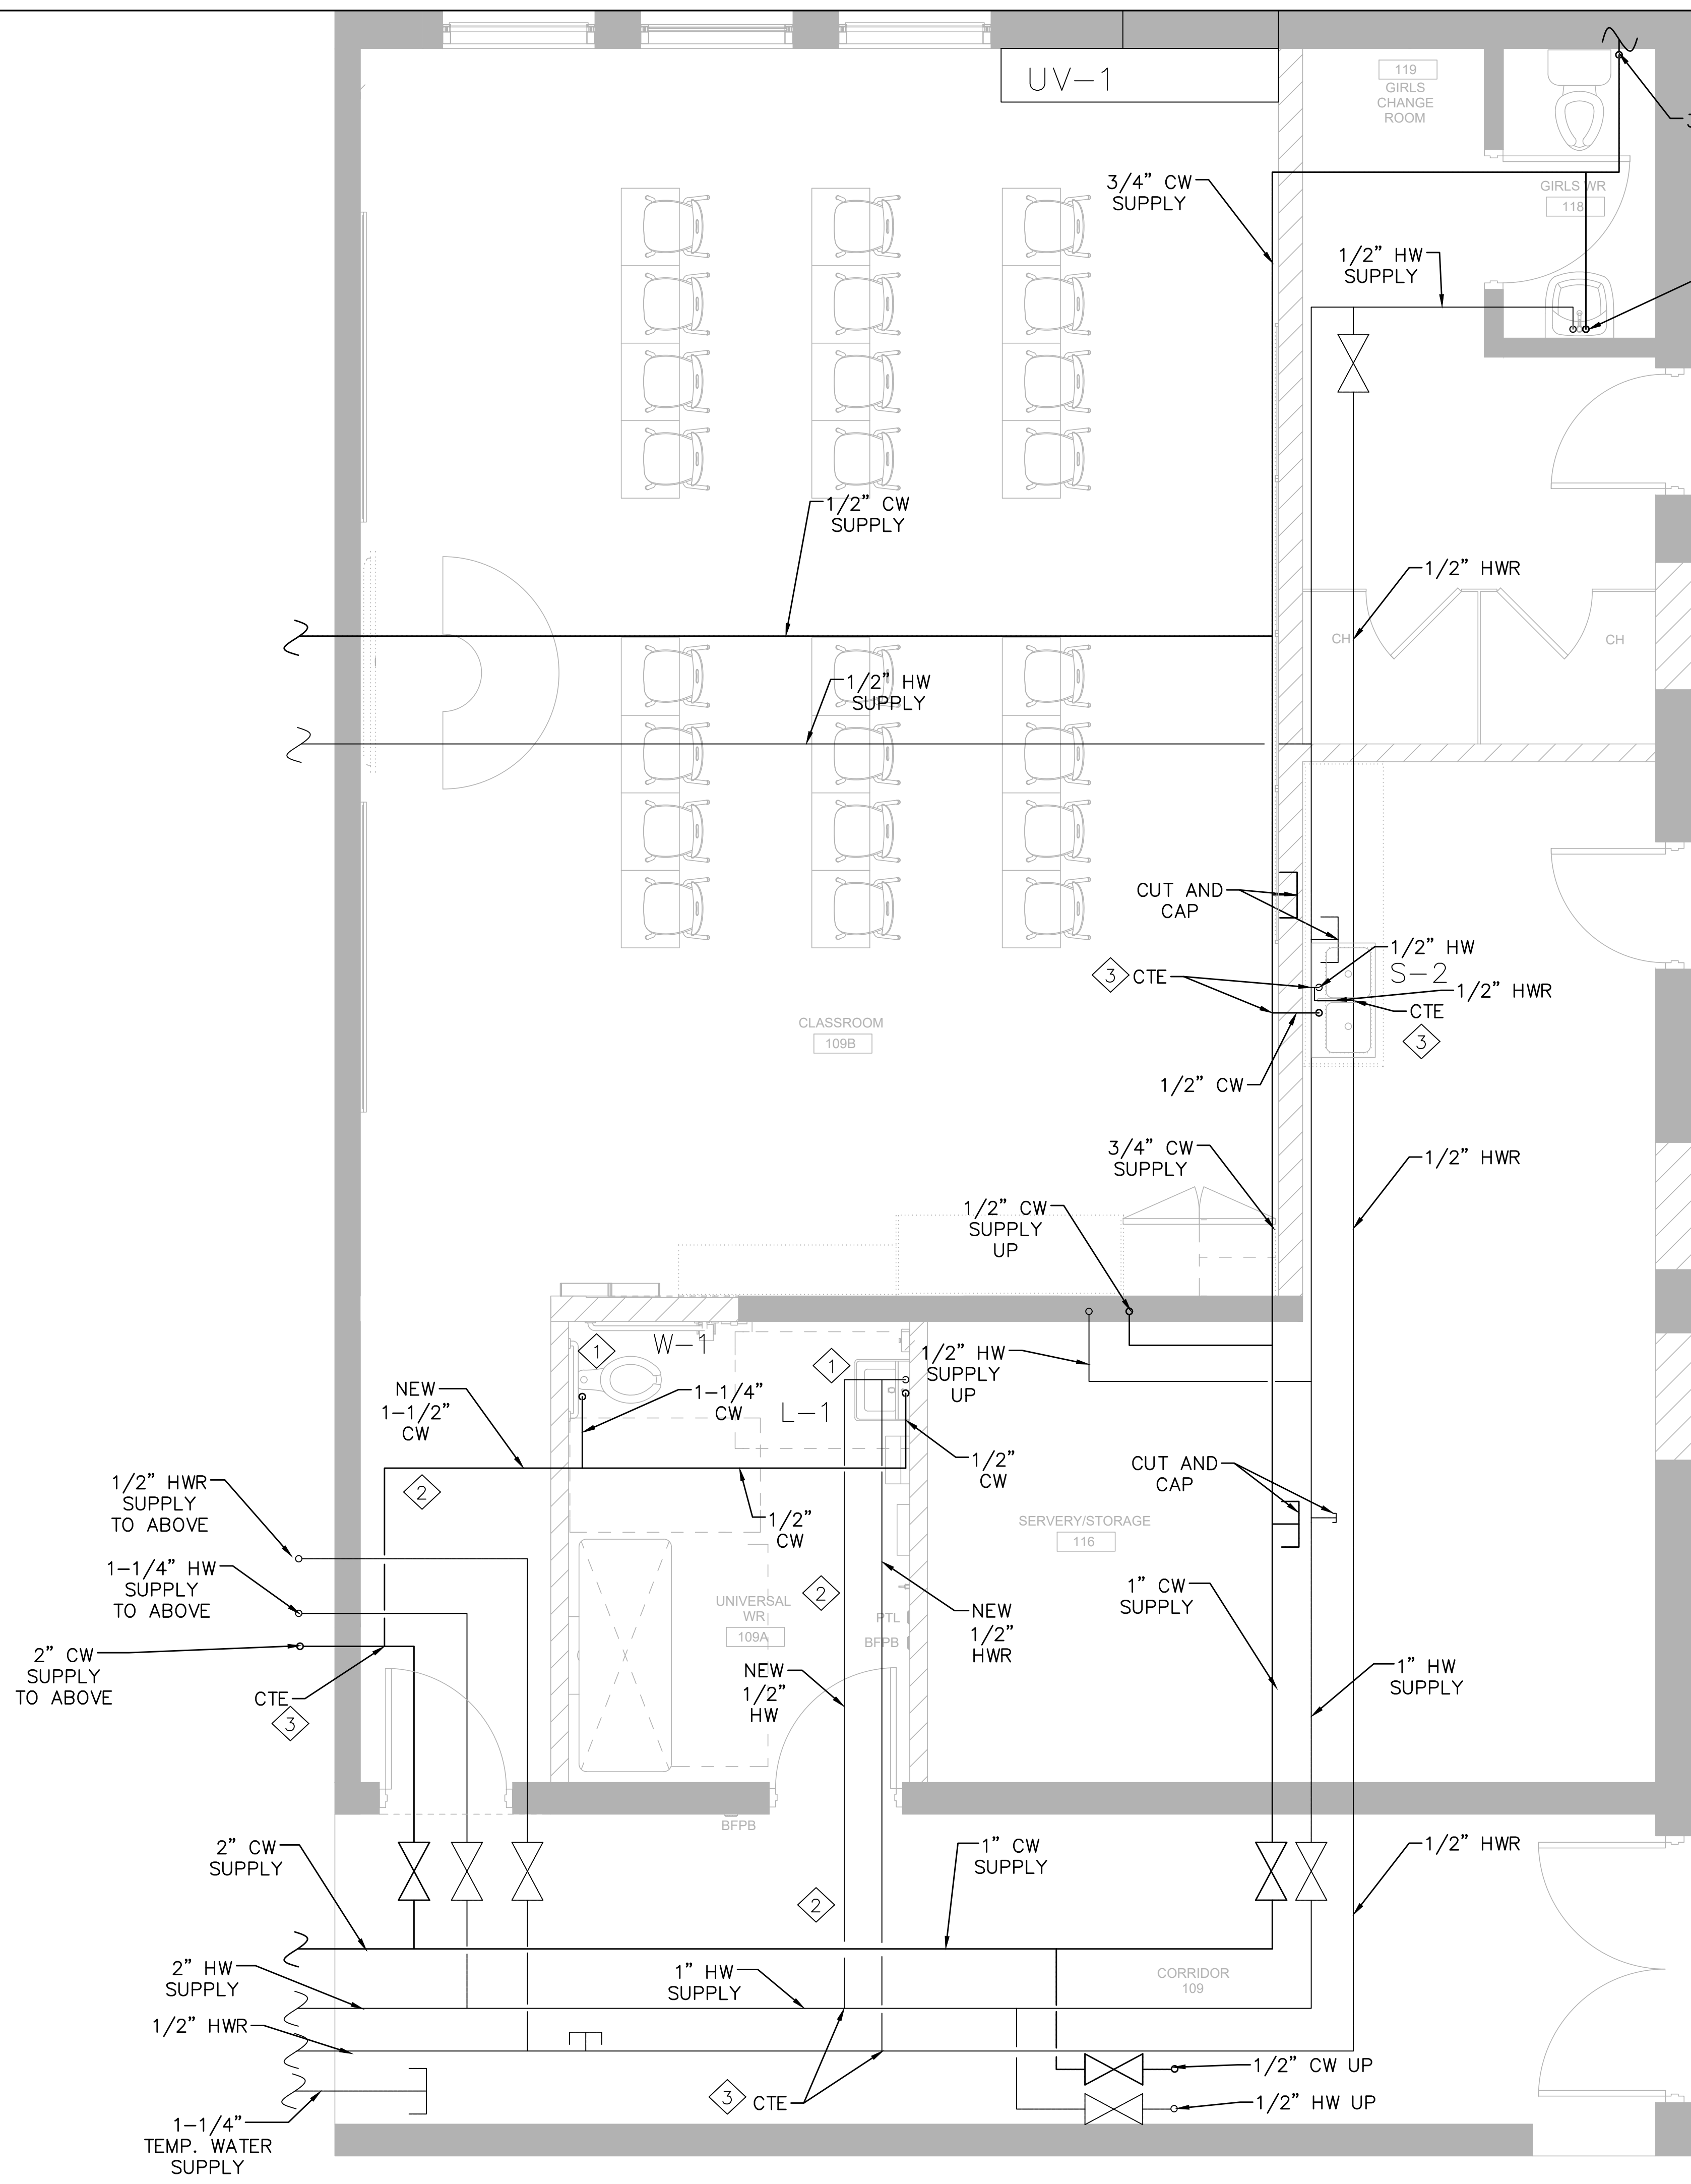 UV-1
119
GIRLS
CHANGE
ROOM
3/4" CW
SUPPLY
GIRLS WR
118
1/2" HW
SUPPLY
1/2" CW
SUPPLY
1/2" HWR
CH
CH
1/2" HW
SUPPLY
CUT AND
CAP
1/2" HW
S-2
3 CTE
1/2" HWR
CTE
3
CLASSROOM
109B
1/2" CW
3/4" CW
SUPPLY
1/2" HWR
1/2" CW
SUPPLY
UP
1
W-1
1
1/2" HW
SUPPLY
UP
NEW
1-1/2"
CW
1-1/4"
CW
L-1
1/2"
CW
CUT AND
CAP
2
1/2" HWR
SUPPLY
TO ABOVE
1/2"
CW
SERVERY/STORAGE
116
1-1/4" HW
SUPPLY
TO ABOVE
2
1" CW
SUPPLY
UNIVERSAL
WR
109A
PTL
BFPB
NEW
1/2"
HWR
2" CW
SUPPLY
TO ABOVE
NEW
1/2"
HW
1" HW
SUPPLY
CTE
3
BFPB
2" CW
SUPPLY
1" CW
SUPPLY
1/2" HWR
2
2" HW
SUPPLY
1" HW
SUPPLY
CORRIDOR
109
1/2" HWR
1/2" CW UP
3 CTE
1/2" HW UP
1-1/4"
TEMP. WATER
SUPPLY